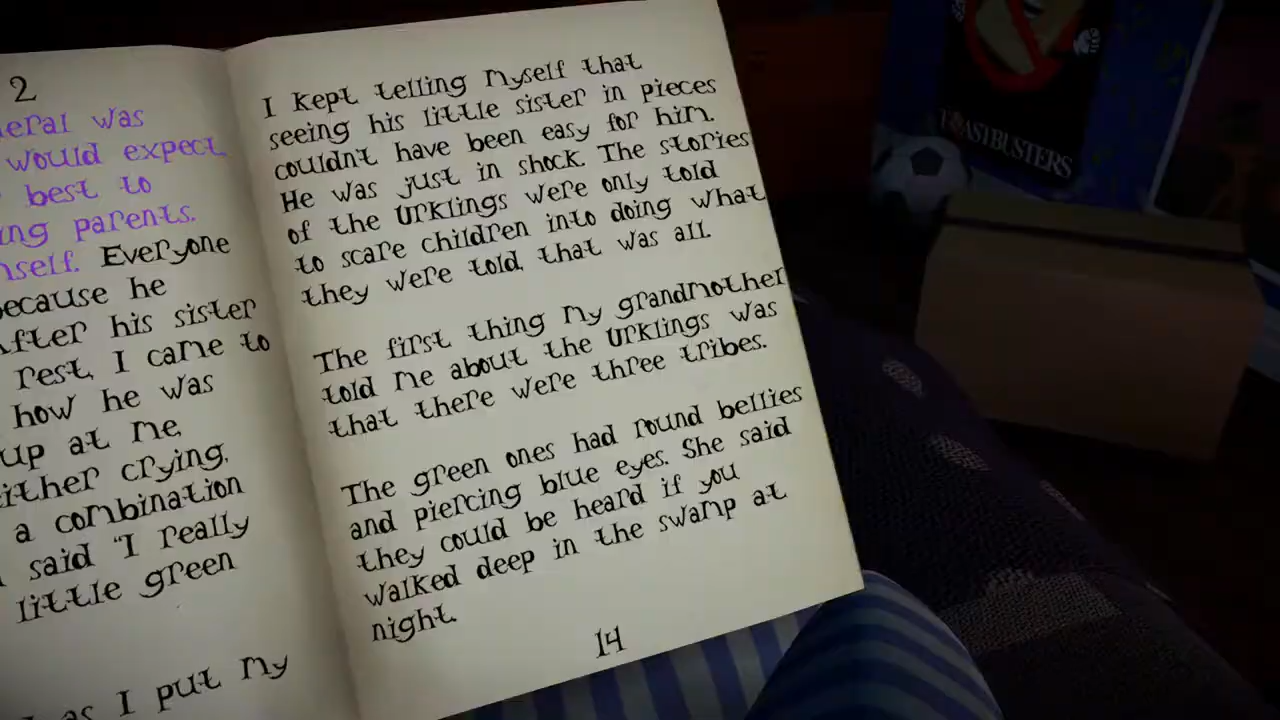 2
was
would expect
best to
parents.
Everyone
because he
After his sister
rest, I came to
how he was
up at me,
crying,
a combination
said "I really
little green
as I put my
I kept telling myself that
seeing his little sister in pieces
couldn't have been easy for him.
He was just in shock. The stories
of the Urklings were only told
to scare children into doing what
they were told, that was all.
The first thing my grandmother
told me about the Urklings was
that there were three tribes.
The green ones had round bellies
and piercing blue eyes. She said
they could be heard if you
walked deep in the swamp at
night.
14